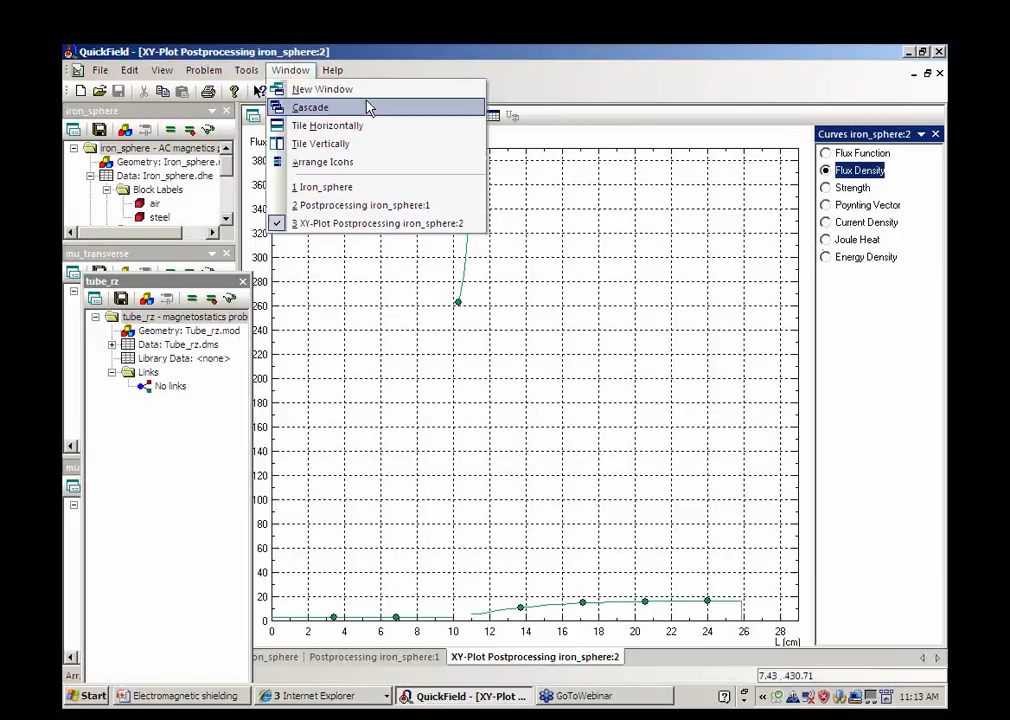 QuickField - [XY-Plot Postprocessing iron_sphere:2]
File Edit View Problem Tools Window Help
New Window
Cascade
Tile Horizontally
Tile Vertically
Arrange Icons
1 Iron_sphere
2 Postprocessing iron_sphere:1
3 XY-Plot Postprocessing iron_sphere:2
iron_sphere
iron_sphere - AC magnetics p
Geometry: Iron_sphere.m
Data: Iron_sphere.dhe
Block Labels
air
steel
mu_transverse
tube_rz
tube_rz - magnetostatics prob
Geometry: Tube_rz.mod
Data: Tube_rz.dms
Library Data: <none>
Links
No links
mu
Flux
380
360
340
320
300
280
260
240
220
200
180
160
140
120
100
80
60
40
20
0
0 2 4 6 8 10 12 14 16 18 20 22 24 26 28
L (cm)
Curves iron_sphere:2
Flux Function
Flux Density
Strength
Poynting Vector
Current Density
Joule Heat
Energy Density
on_sphere Postprocessing iron_sphere:1 XY-Plot Postprocessing iron_sphere:2
Arr
7.43, 430.71
Start Electromagnetic shielding 3 Internet Explorer QuickField - [XY-Plot ... GoToWebinar 11:13 AM